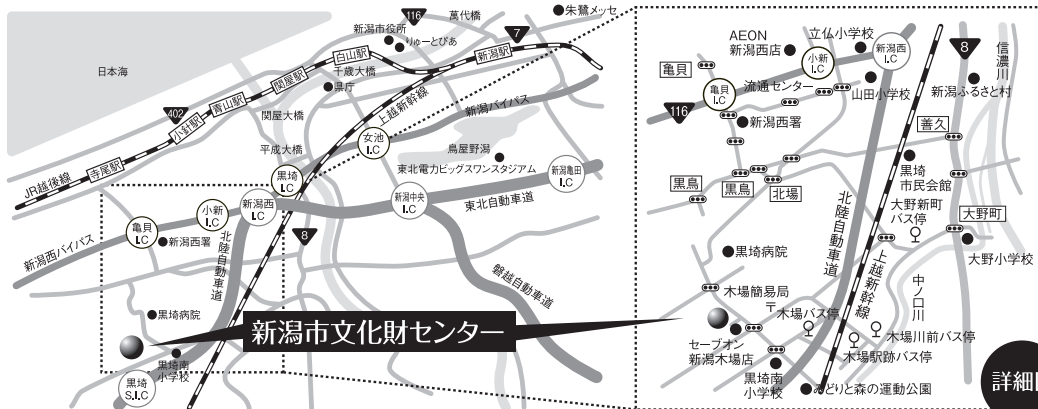 日本海
116
萬代橋
朱鷺メッセ
新潟市役所
りゅーとぴあ
7
新潟駅
白山駅
千歳大橋
県庁
関屋駅
402
青山駅
関屋大橋
上越新幹線
新潟バイパス
小針駅
女池
I.C
鳥屋野潟
平成大橋
東北電力ビッグスワンスタジアム
寺尾駅
JR越後線
黒埼
I.C
新潟亀田
I.C
新潟西
I.C
新潟中央
I.C
東北自動車道
小新
I.C
亀貝
I.C
新潟西署
8
北陸自動車道
新潟西バイパス
磐越自動車道
黒埼病院
新潟市文化財センター
黒埼南
小学校
黒埼
S.I.C
AEON
新潟西店
立仏小学校
小新
I.C
新潟西
I.C
8
信濃川
亀貝
亀貝
I.C
流通センター
山田小学校
新潟ふるさと村
116
新潟西署
善久
黒埼
市民会館
黒鳥
黒鳥
北場
大野新町
バス停
大野町
北陸自動車道
黒埼病院
大野小学校
上越新幹線
中ノ口川
木場簡易局
木場バス停
木場川前バス停
セーブオン
新潟木場店
木場駅跡バス停
黒埼南
小学校
みどりと森の運動公園